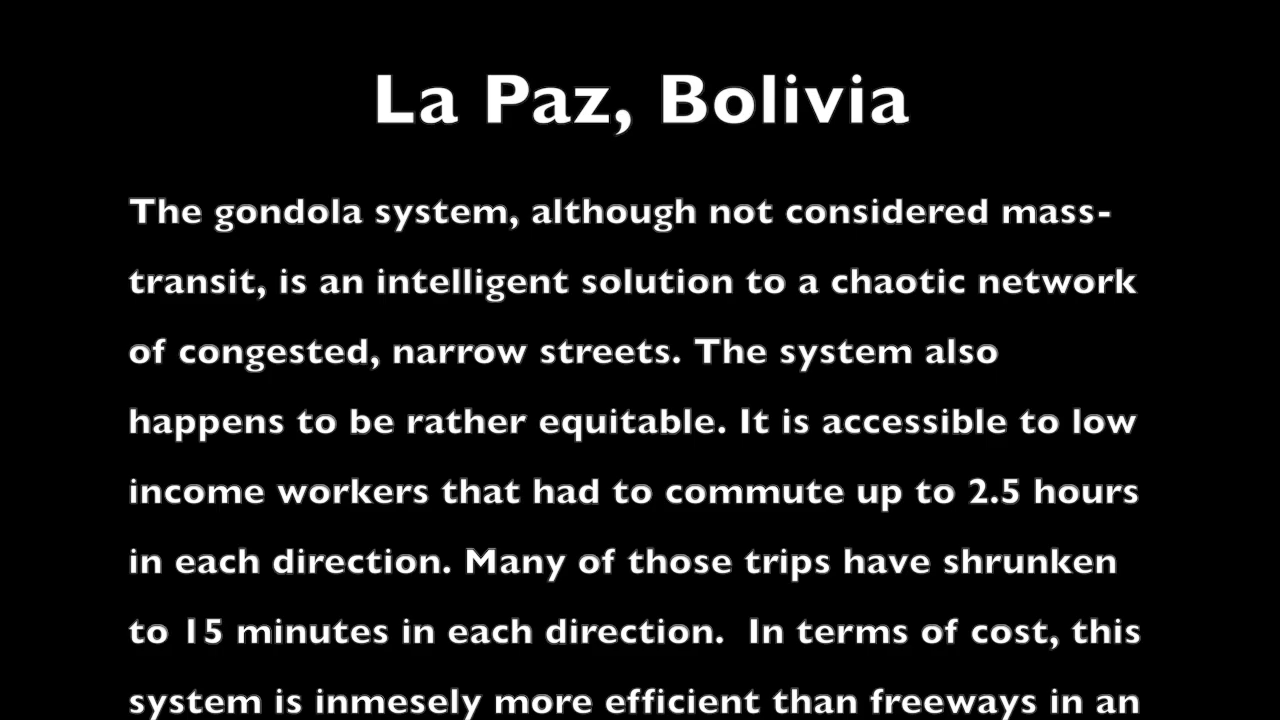 La Paz, Bolivia
The gondola system, although not considered mass-
transit, is an intelligent solution to a chaotic network
of congested, narrow streets. The system also
happens to be rather equitable. It is accessible to low
income workers that had to commute up to 2.5 hours
in each direction. Many of those trips have shrunken
to 15 minutes in each direction.  In terms of cost, this
system is inmesely more efficient than freeways in an